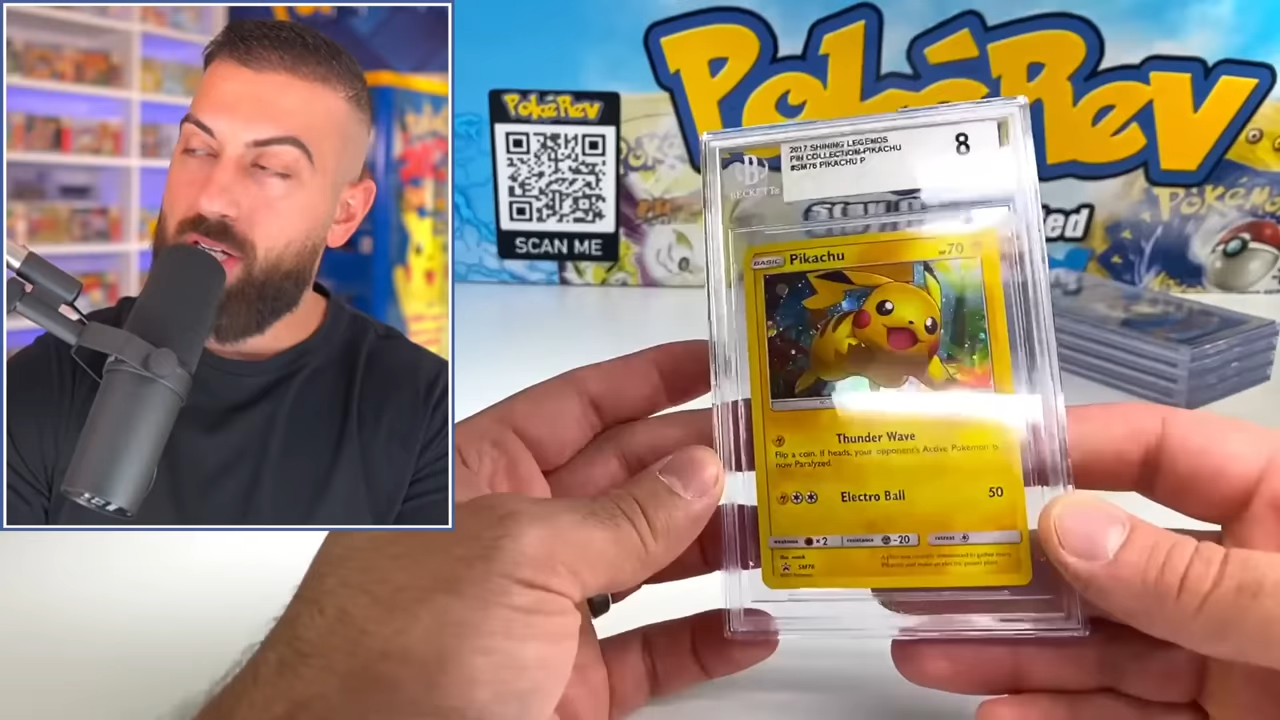 PokéRev
PokéRev
SCAN ME
2017 SHINING LEGENDS
PIN COLLECTION-PIKACHU
#SM76 PIKACHU P
8
BECKETT
BASIC
Pikachu
70
Thunder Wave
Flip a coin. If heads, your opponent's Active Pokémon is
now Paralyzed.
Electro Ball
50
weakness
×2
resistance
-20
retreat
SM76
Pokémon